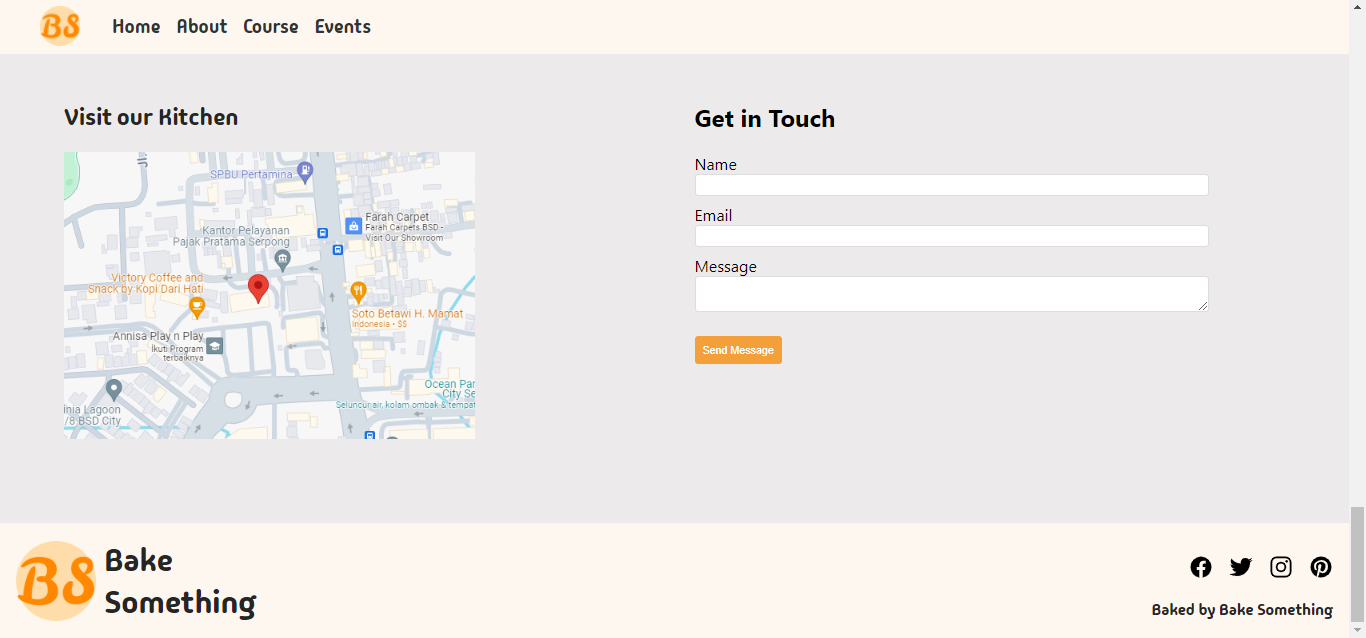 BS
Home About Course Events
Visit our Kitchen
SPBU Pertamina
Farah Carpet
Farah Carpets BSD -
Visit Our Showroom
Kantor Pelayanan
Pajak Pratama Serpong
Victory Coffee and
Snack by Kopi Dari Hati
Soto Betawi H. Mamat
Indonesia • $$
Annisa Play n Play
Ikuti Program
terbaiknya
Ocean Par
City Se
Seluncur air, kolam ombak & tempat
inia Lagoon
/8 BSD City
Get in Touch
Name
Email
Message
Send Message
BS
Bake
Something
Baked by Bake Something